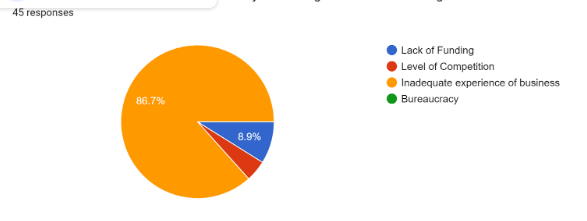 45 responses
86.7%
8.9%
Lack of Funding
Level of Competition
Inadequate experience of business
Bureaucracy